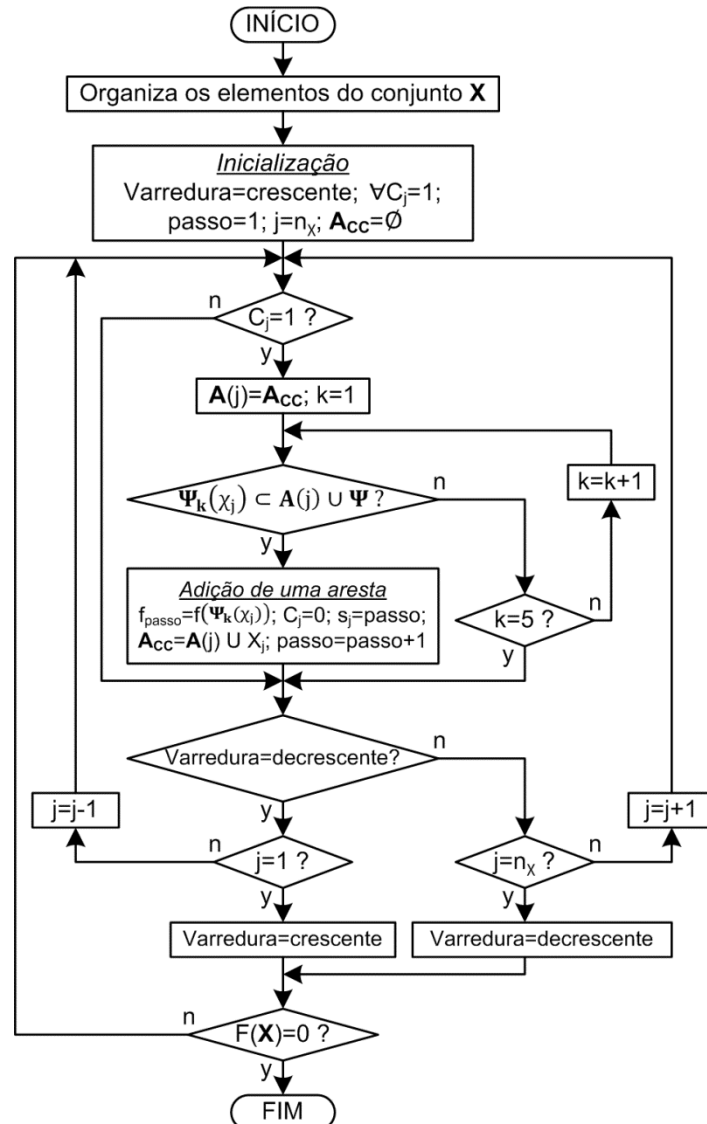 INÍCIO
Organiza os elementos do conjunto X
Inicialização
Varredura=crescente; ∀Cj=1;
passo=1; j=nχ; Acc=Ø
n
Cj=1 ?
y
A(j)=Acc; k=1
k=k+1
Ψk(χj) ⊂ A(j) ∪ Ψ ?
n
y
Adição de uma aresta
fpasso=f(Ψk(χj)); Cj=0; sj=passo;
Acc=A(j) U Xj; passo=passo+1
k=5 ?
n
y
Varredura=decrescente?
n
y
j=j-1
j=j+1
n
j=1 ?
y
j=nχ ?
n
y
Varredura=crescente
Varredura=decrescente
n
F(X)=0 ?
y
FIM